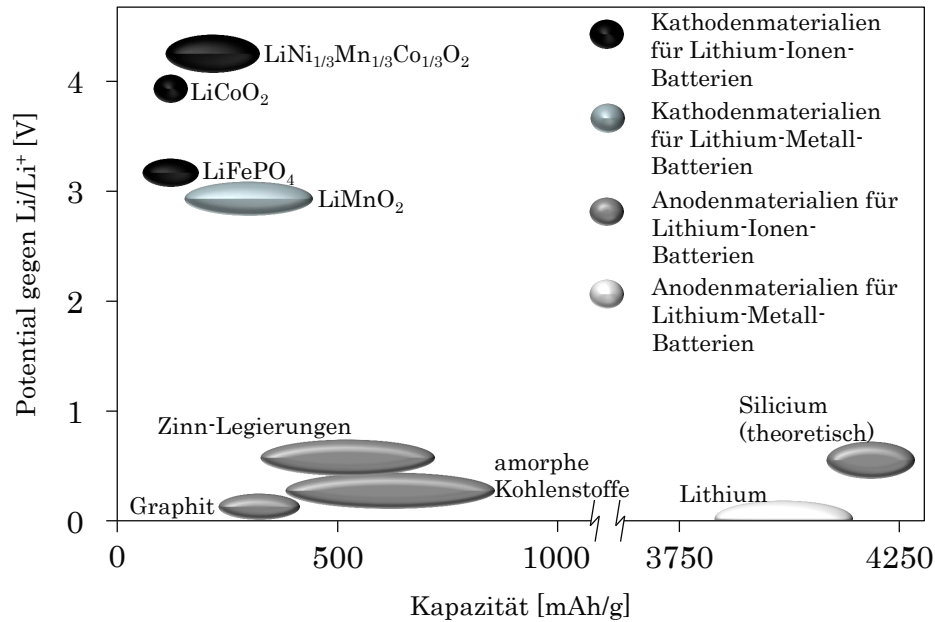 Potential gegen Li/Li⁺ [V]
4
3
2
1
0
LiNi₁/₃Mn₁/₃Co₁/₃O₂
LiCoO₂
LiFePO₄
LiMnO₂
Kathodenmaterialien
für Lithium-Ionen-
Batterien
Kathodenmaterialien
für Lithium-Metall-
Batterien
Anodenmaterialien für
Lithium-Ionen-
Batterien
Anodenmaterialien für
Lithium-Metall-
Batterien
Zinn-Legierungen
amorphe
Kohlenstoffe
Graphit
Silicium
(theoretisch)
Lithium
0
500
1000
3750
4250
Kapazität [mAh/g]